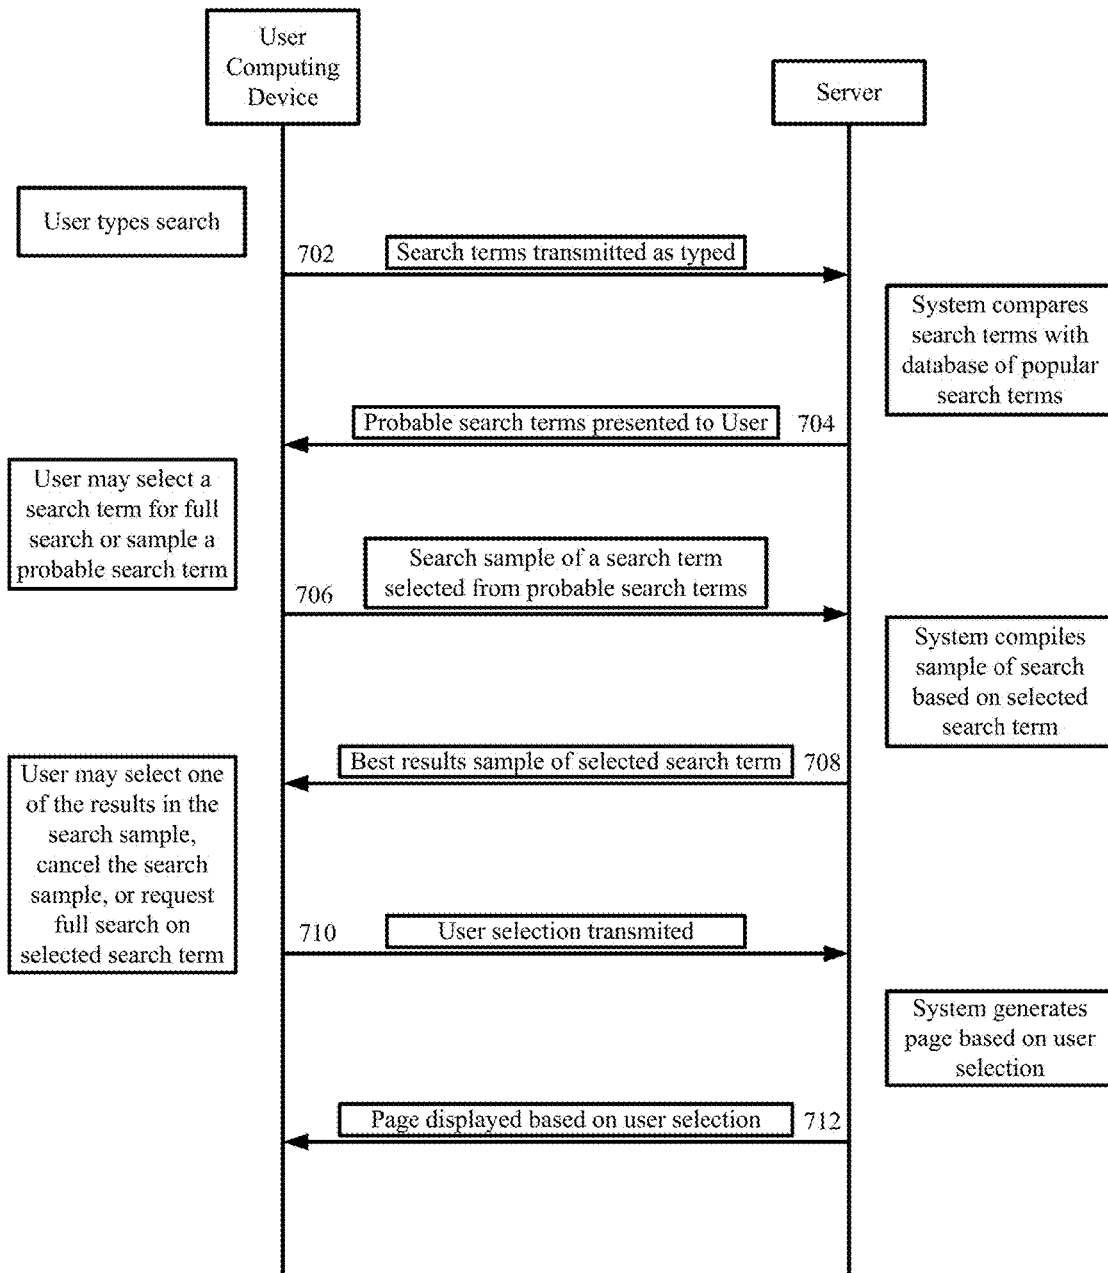 User
Computing
Device
Server
User types search
702
Search terms transmitted as typed
System compares
search terms with
database of popular
search terms
Probable search terms presented to User
704
User may select a
search term for full
search or sample a
probable search term
Search sample of a search term
selected from probable search terms
706
System compiles
sample of search
based on selected
search term
Best results sample of selected search term
708
User may select one
of the results in the
search sample,
cancel the search
sample, or request
full search on
selected search term
710
User selection transmited
System generates
page based on user
selection
Page displayed based on user selection
712